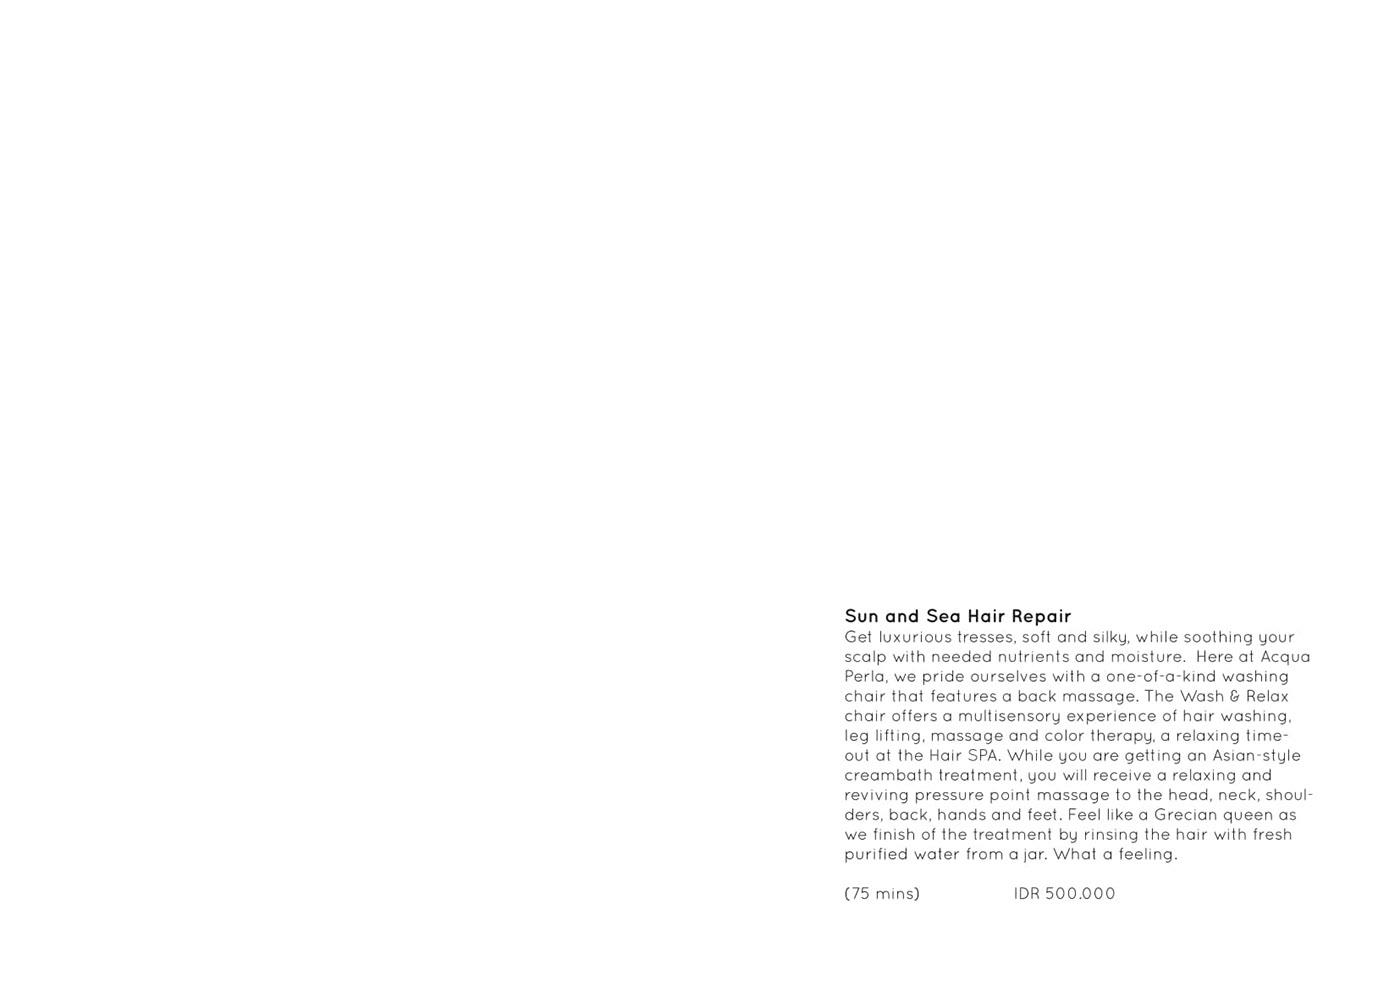 Sun and Sea Hair Repair
Get luxurious tresses, soft and silky, while soothing your
scalp with needed nutrients and moisture.  Here at Acqua
Perla, we pride ourselves with a one-of-a-kind washing
chair that features a back massage. The Wash & Relax
chair offers a multisensory experience of hair washing,
leg lifting, massage and color therapy, a relaxing time-
out at the Hair SPA. While you are getting an Asian-style
creambath treatment, you will receive a relaxing and
reviving pressure point massage to the head, neck, shoul-
ders, back, hands and feet. Feel like a Grecian queen as
we finish of the treatment by rinsing the hair with fresh
purified water from a jar. What a feeling.
(75 mins) IDR 500.000